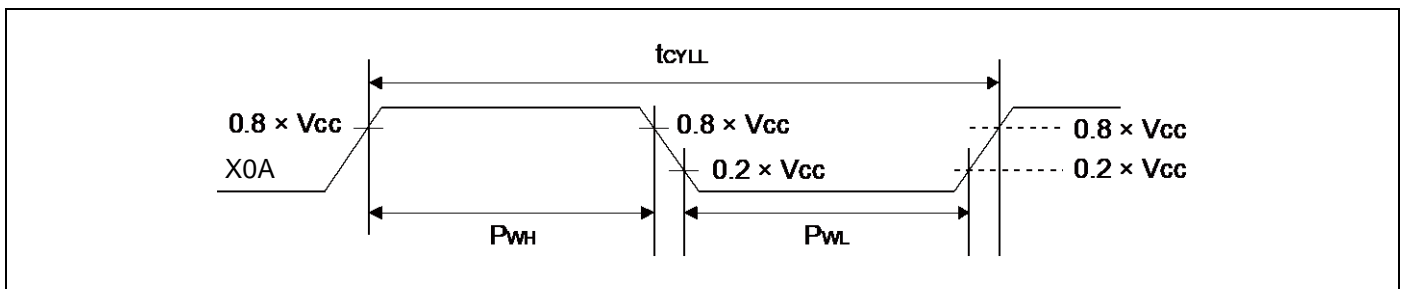 tCYLL
0.8 × Vcc
0.8 × Vcc
0.8 × Vcc
X0A
0.2 × Vcc
0.2 × Vcc
PWH
PWL